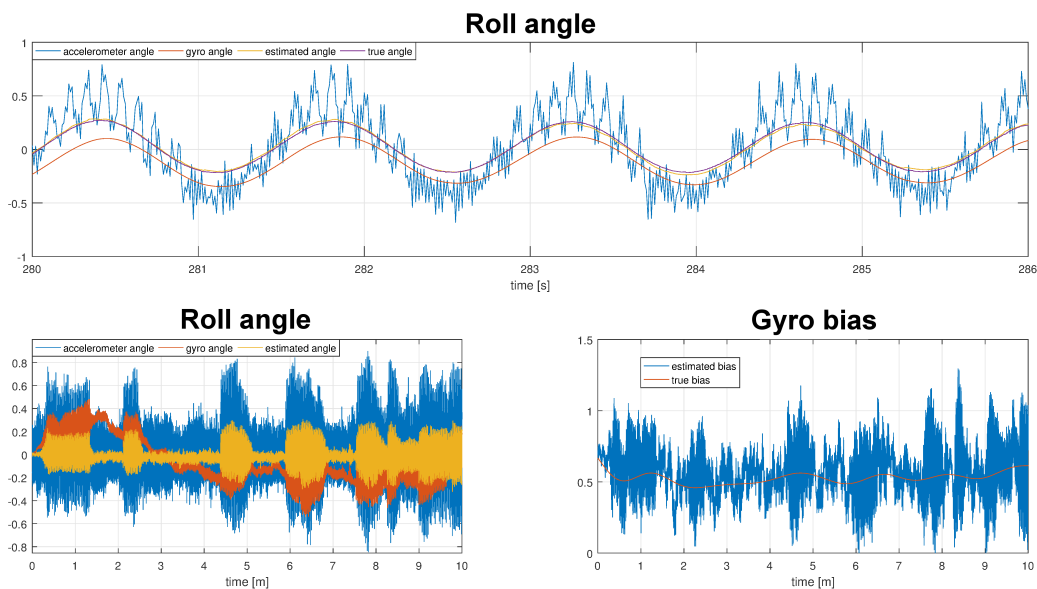 Roll angle
accelerometer angle gyro angle estimated angle true angle
1
0.5
0
-0.5
-1
280 281 282 283 284 285 286
time [s]
Roll angle
accelerometer angle gyro angle estimated angle
0.8
0.6
0.4
0.2
0
-0.2
-0.4
-0.6
-0.8
0 1 2 3 4 5 6 7 8 9 10
time [m]
Gyro bias
estimated bias
true bias
1.5
1
0.5
0
0 1 2 3 4 5 6 7 8 9 10
time [m]